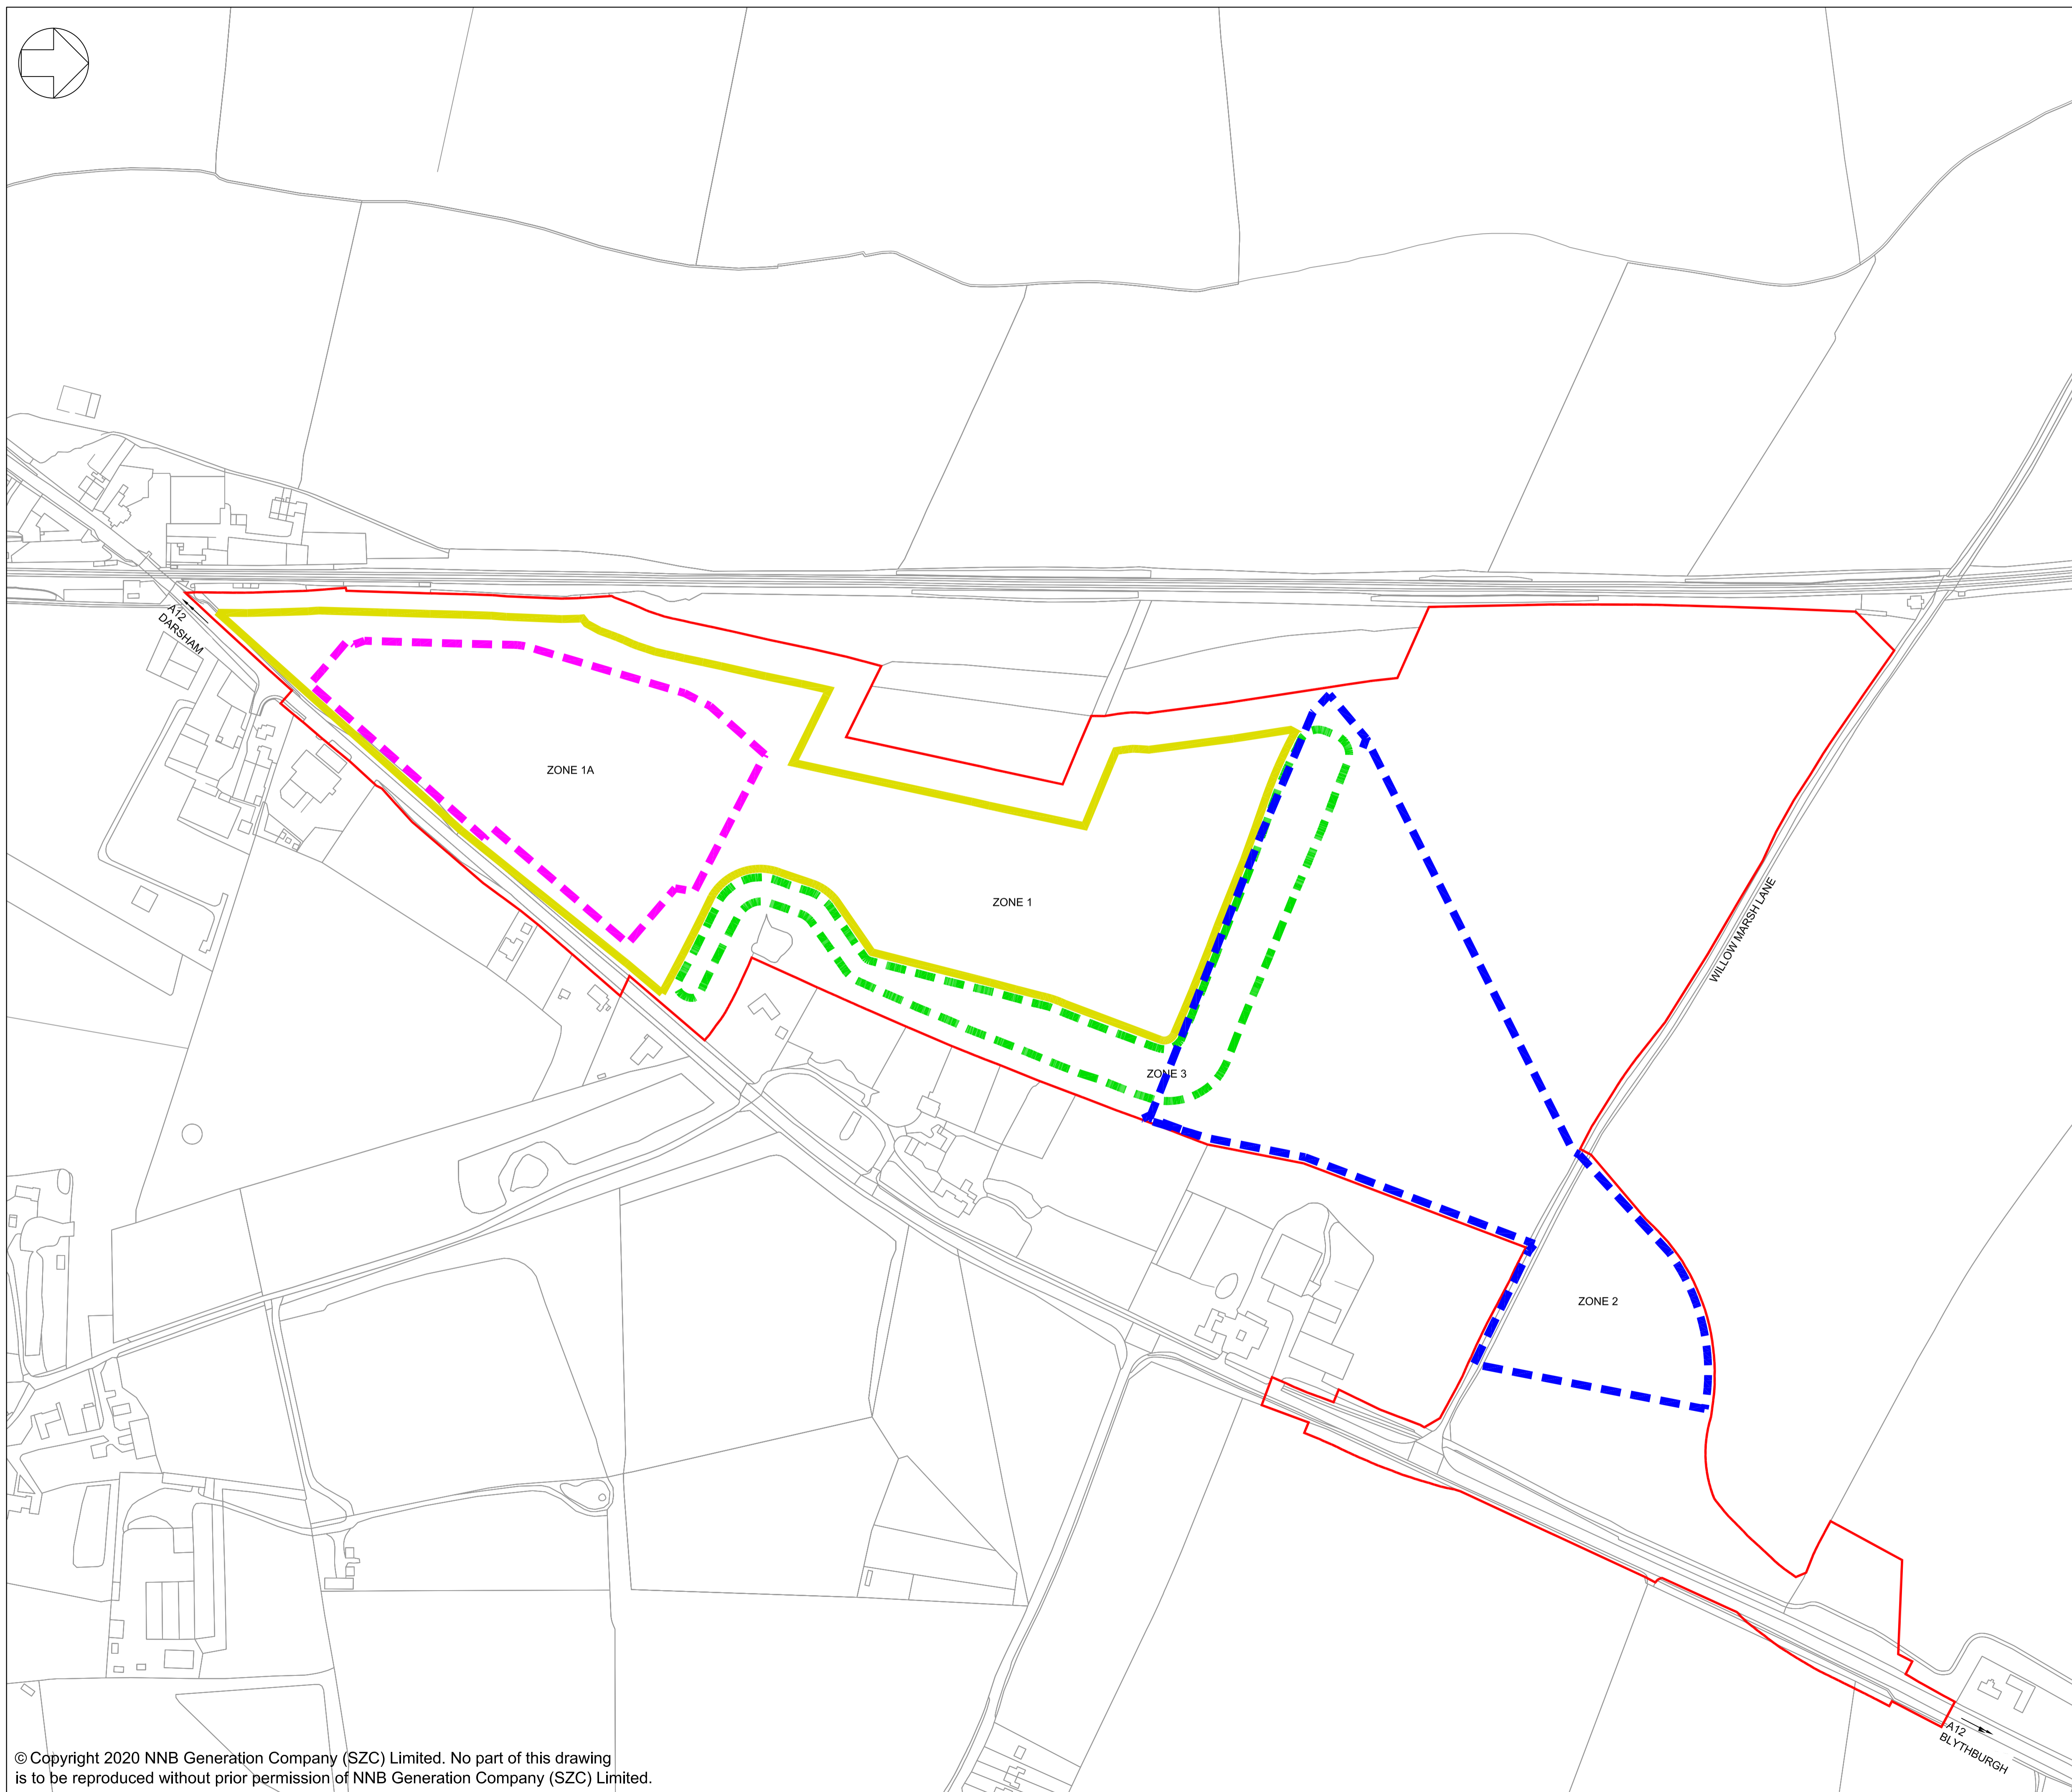 A12
DARSHAM
ZONE 1A
ZONE 1
WILLOW MARSH LANE
ZONE 3
ZONE 2
A12
BLYTHBURGH
© Copyright 2020 NNB Generation Company (SZC) Limited. No part of this drawing
is to be reproduced without prior permission of NNB Generation Company (SZC) Limited.